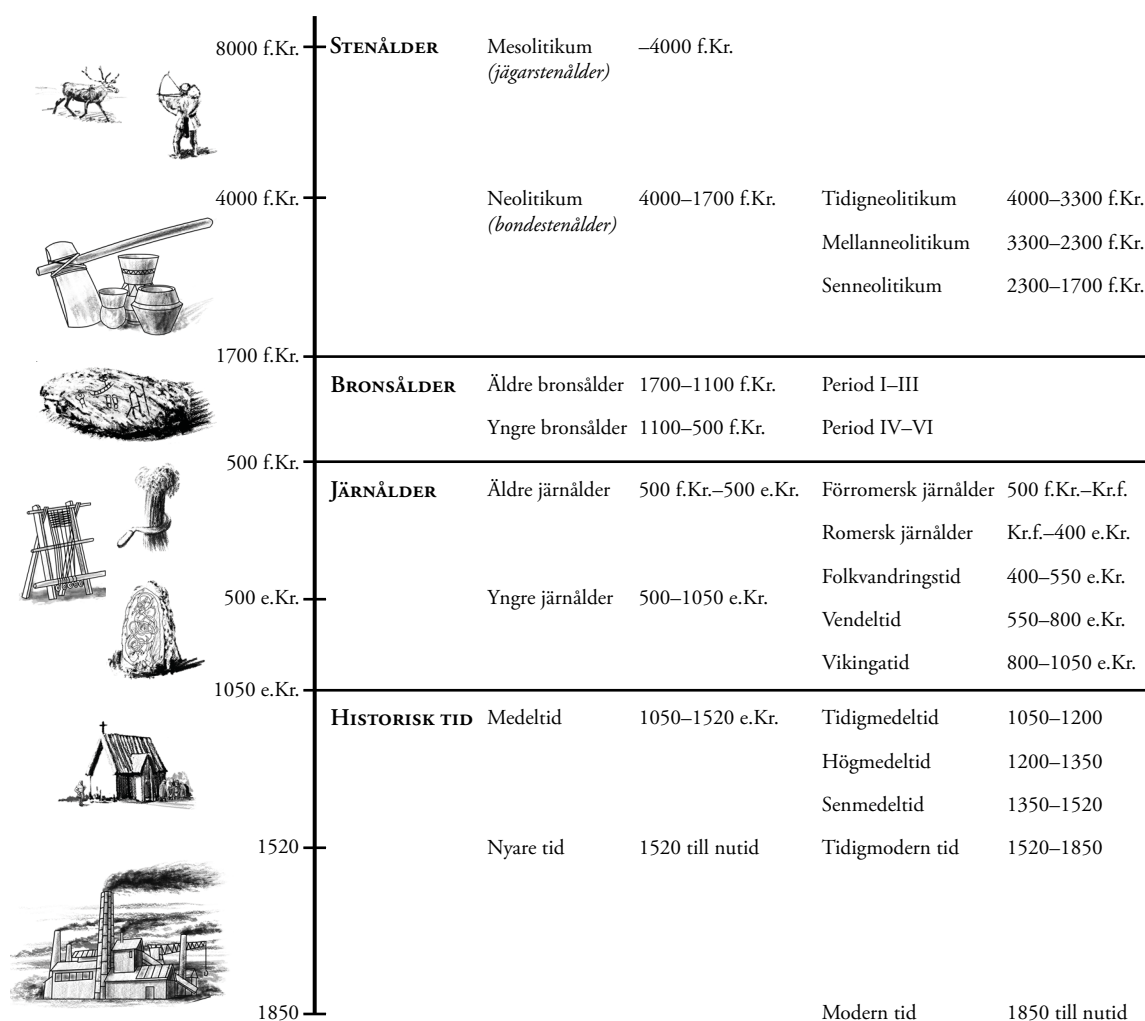 8000 f.Kr. STENÅLDER Mesolitikum –4000 f.Kr.
(jägarstenålder)
4000 f.Kr. Neolitikum 4000–1700 f.Kr. Tidigneolitikum 4000–3300 f.Kr.
(bondestenålder)
Mellanneolitikum 3300–2300 f.Kr.
Senneolitikum 2300–1700 f.Kr.
1700 f.Kr.
BRONSÅLDER Äldre bronsålder 1700–1100 f.Kr. Period I–III
Yngre bronsålder 1100–500 f.Kr. Period IV–VI
500 f.Kr.
JÄRNÅLDER Äldre järnålder 500 f.Kr.–500 e.Kr. Förromersk järnålder 500 f.Kr.–Kr.f.
Romersk järnålder Kr.f.–400 e.Kr.
Folkvandringstid 400–550 e.Kr.
500 e.Kr. Yngre järnålder 500–1050 e.Kr.
Vendeltid 550–800 e.Kr.
Vikingatid 800–1050 e.Kr.
1050 e.Kr.
HISTORISK TID Medeltid 1050–1520 e.Kr. Tidigmedeltid 1050–1200
Högmedeltid 1200–1350
Senmedeltid 1350–1520
1520 Nyare tid 1520 till nutid Tidigmodern tid 1520–1850
1850 Modern tid 1850 till nutid